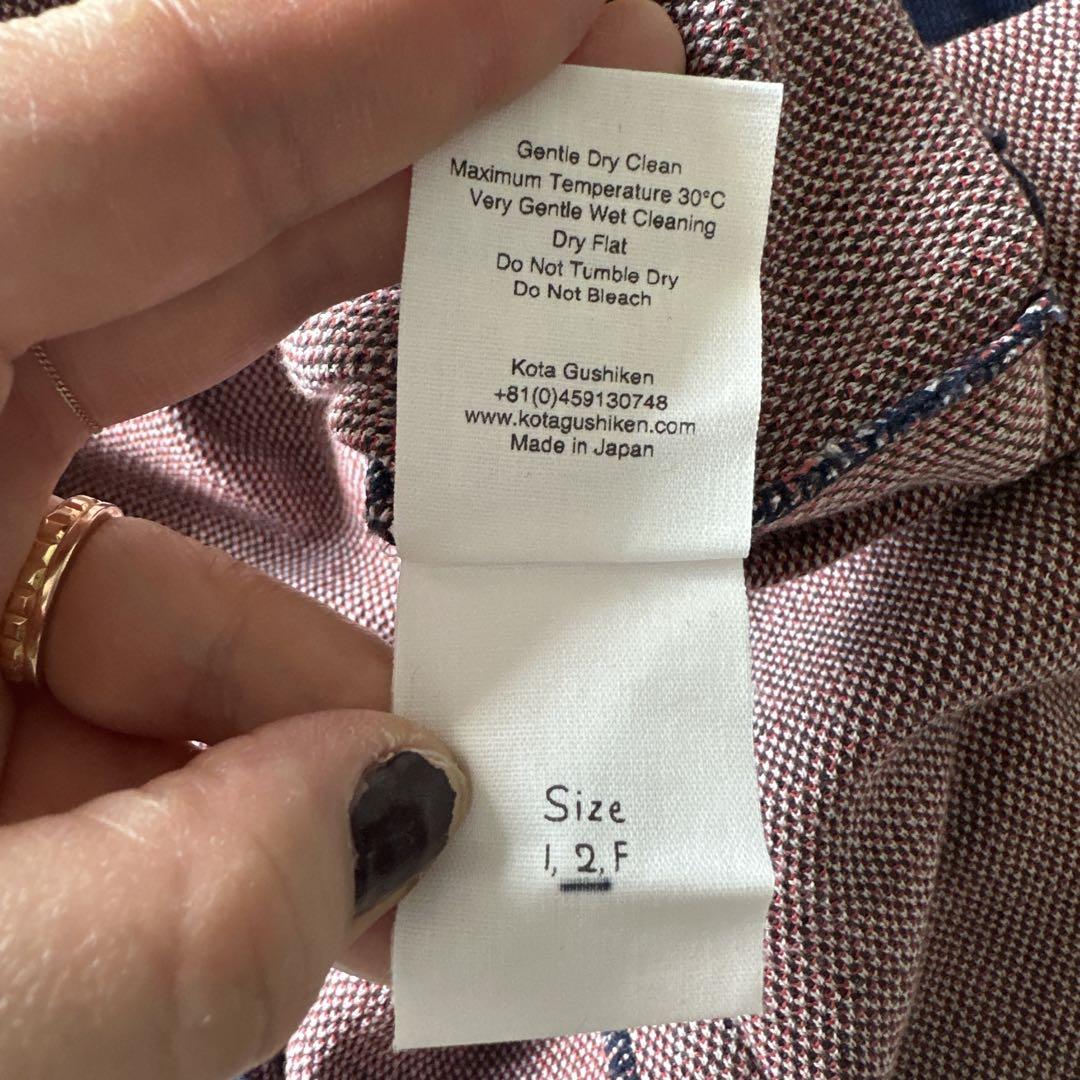 Gentle Dry Clean
Maximum Temperature 30°C
Very Gentle Wet Cleaning
Dry Flat
Do Not Tumble Dry
Do Not Bleach
Kota Gushiken
+81(0)459130748
www.kotagushiken.com
Made in Japan
Size
1, 2, F